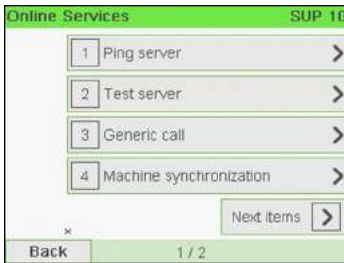 Online Services SUP 10
1 Ping server
2 Test server
3 Generic call
4 Machine synchronization
Next items
Back 1 / 2